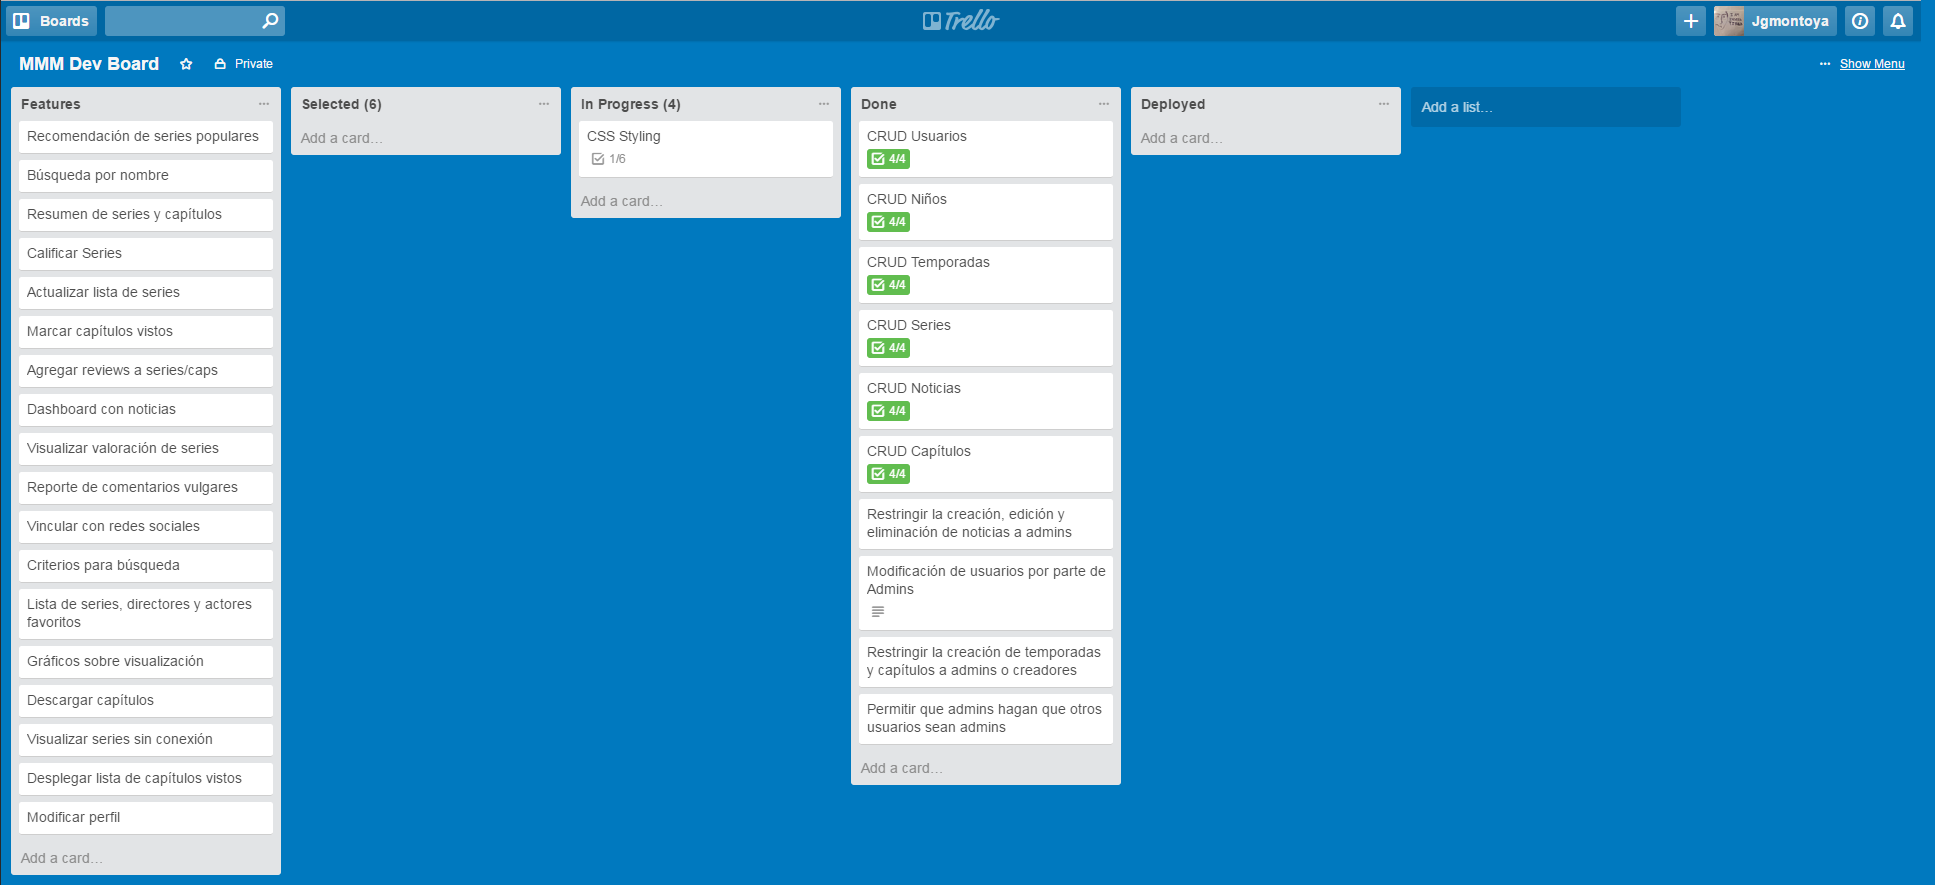 Boards
Trello
Jgmontoya
MMM Dev Board
Private
Show Menu
Features
Recomendación de series populares
Búsqueda por nombre
Resumen de series y capítulos
Calificar Series
Actualizar lista de series
Marcar capítulos vistos
Agregar reviews a series/caps
Dashboard con noticias
Visualizar valoración de series
Reporte de comentarios vulgares
Vincular con redes sociales
Criterios para búsqueda
Lista de series, directores y actores
favoritos
Gráficos sobre visualización
Descargar capítulos
Visualizar series sin conexión
Desplegar lista de capítulos vistos
Modificar perfil
Add a card…
Selected (6)
Add a card…
In Progress (4)
CSS Styling
1/6
Add a card…
Done
CRUD Usuarios
4/4
CRUD Niños
4/4
CRUD Temporadas
4/4
CRUD Series
4/4
CRUD Noticias
4/4
CRUD Capítulos
4/4
Restringir la creación, edición y
eliminación de noticias a admins
Modificación de usuarios por parte de
Admins
Restringir la creación de temporadas
y capítulos a admins o creadores
Permitir que admins hagan que otros
usuarios sean admins
Add a card…
Deployed
Add a card…
Add a list…